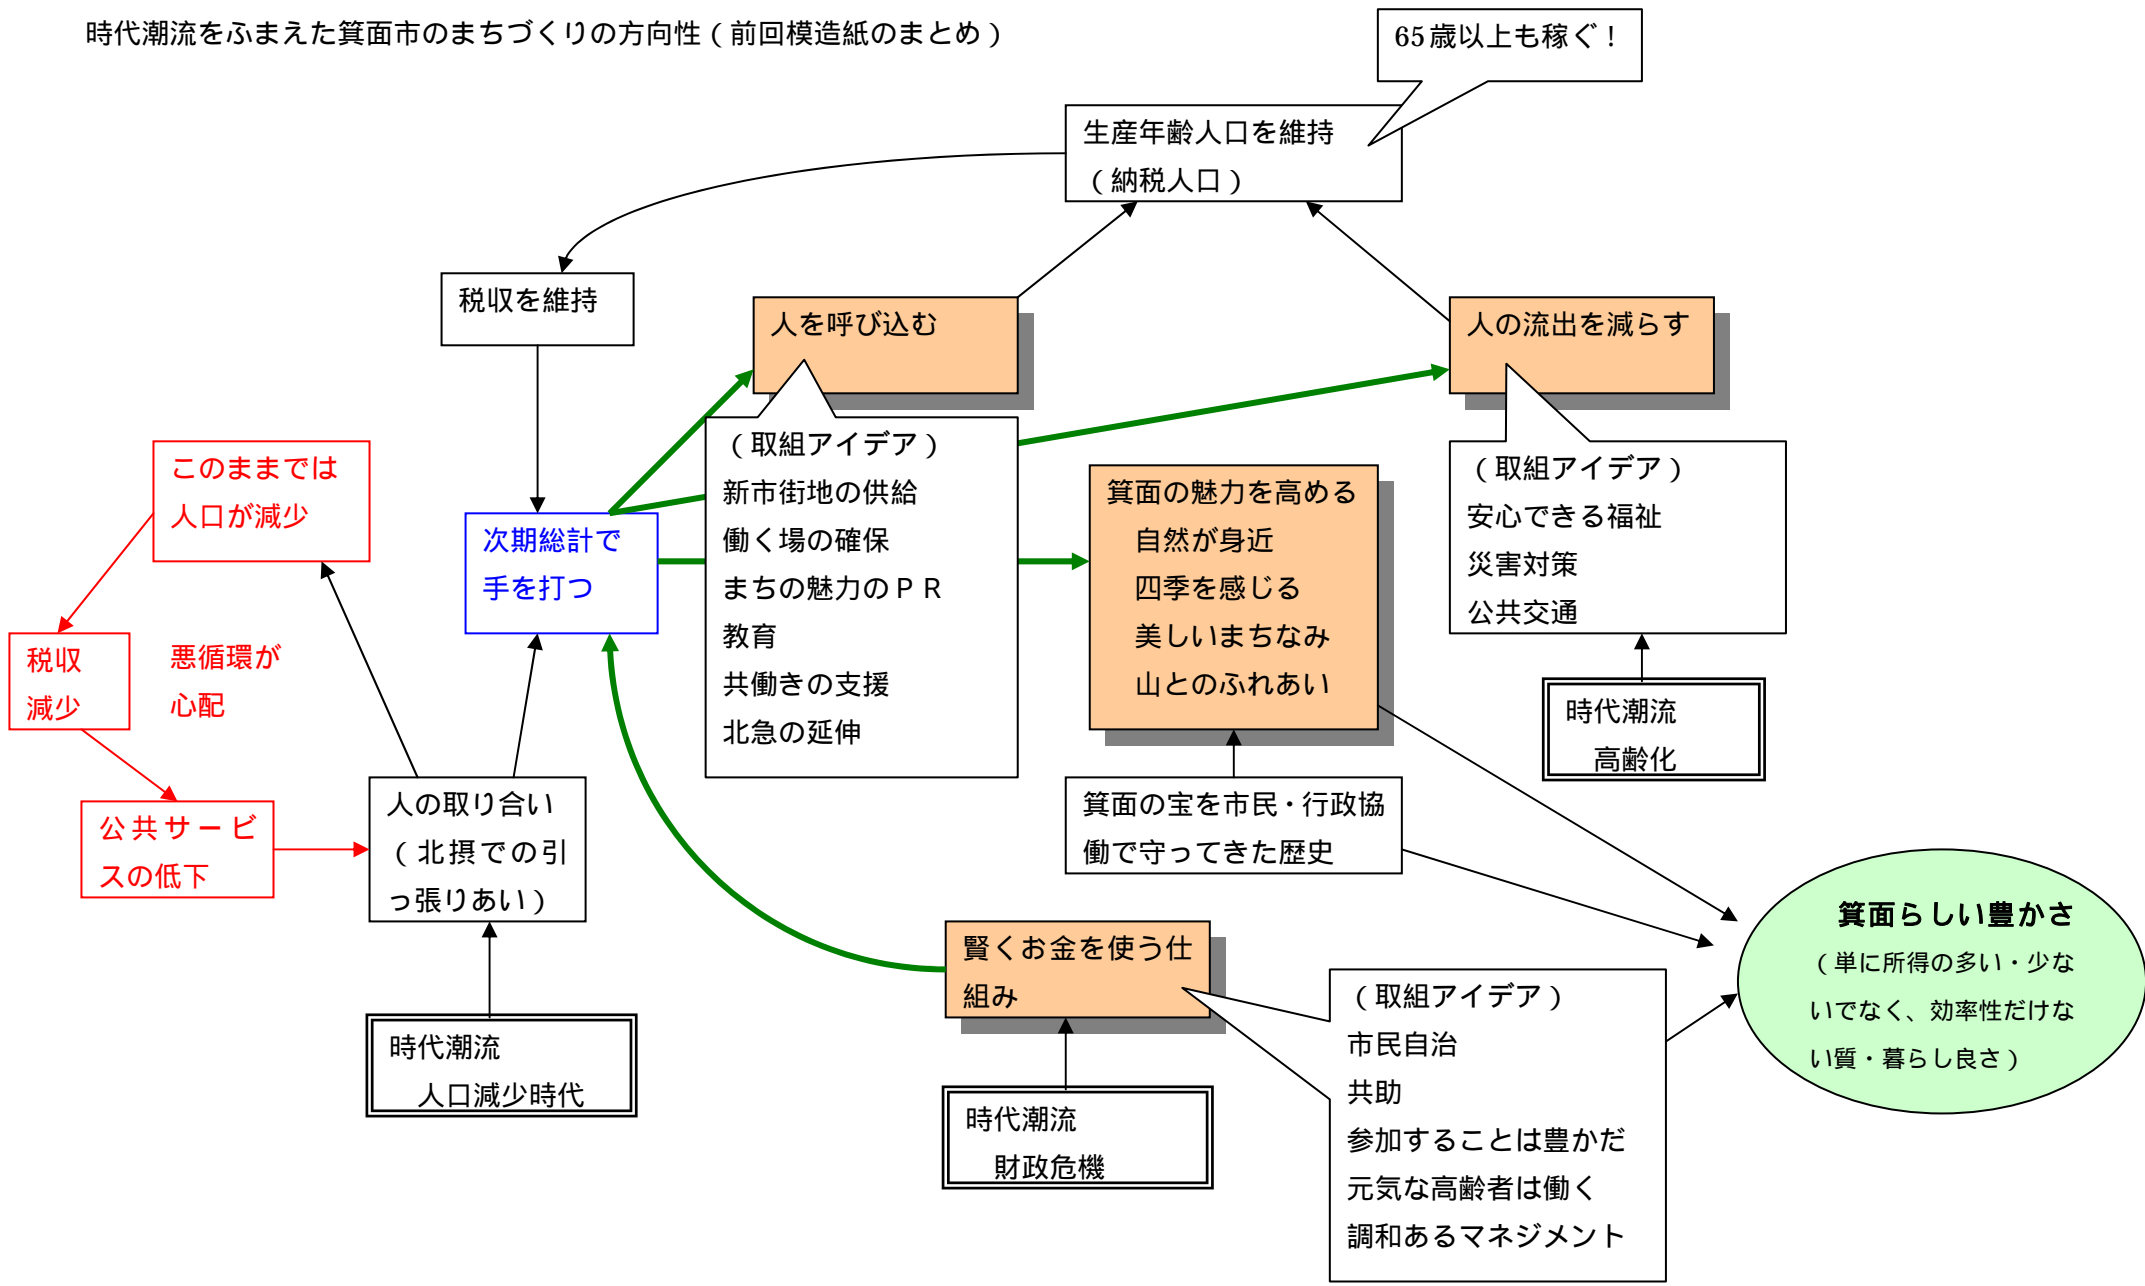 時代潮流をふまえた箕面市のまちづくりの方向性（前回模造紙のまとめ）
65歳以上も稼ぐ！
生産年齢人口を維持
（納税人口）
税収を維持
人を呼び込む
人の流出を減らす
（取組アイデア）
新市街地の供給
働く場の確保
まちの魅力のＰＲ
教育
共働きの支援
北急の延伸
（取組アイデア）
安心できる福祉
災害対策
公共交通
このままでは
人口が減少
次期総計で
手を打つ
箕面の魅力を高める
自然が身近
四季を感じる
美しいまちなみ
山とのふれあい
税収
減少
悪循環が
心配
時代潮流
高齢化
公共サービ
スの低下
人の取り合い
（北摂での引
っ張りあい）
箕面の宝を市民・行政協
働で守ってきた歴史
箕面らしい豊かさ
（単に所得の多い・少な
いでなく、効率性だけな
い質・暮らし良さ）
賢くお金を使う仕
組み
（取組アイデア）
市民自治
共助
参加することは豊かだ
元気な高齢者は働く
調和あるマネジメント
時代潮流
人口減少時代
時代潮流
財政危機